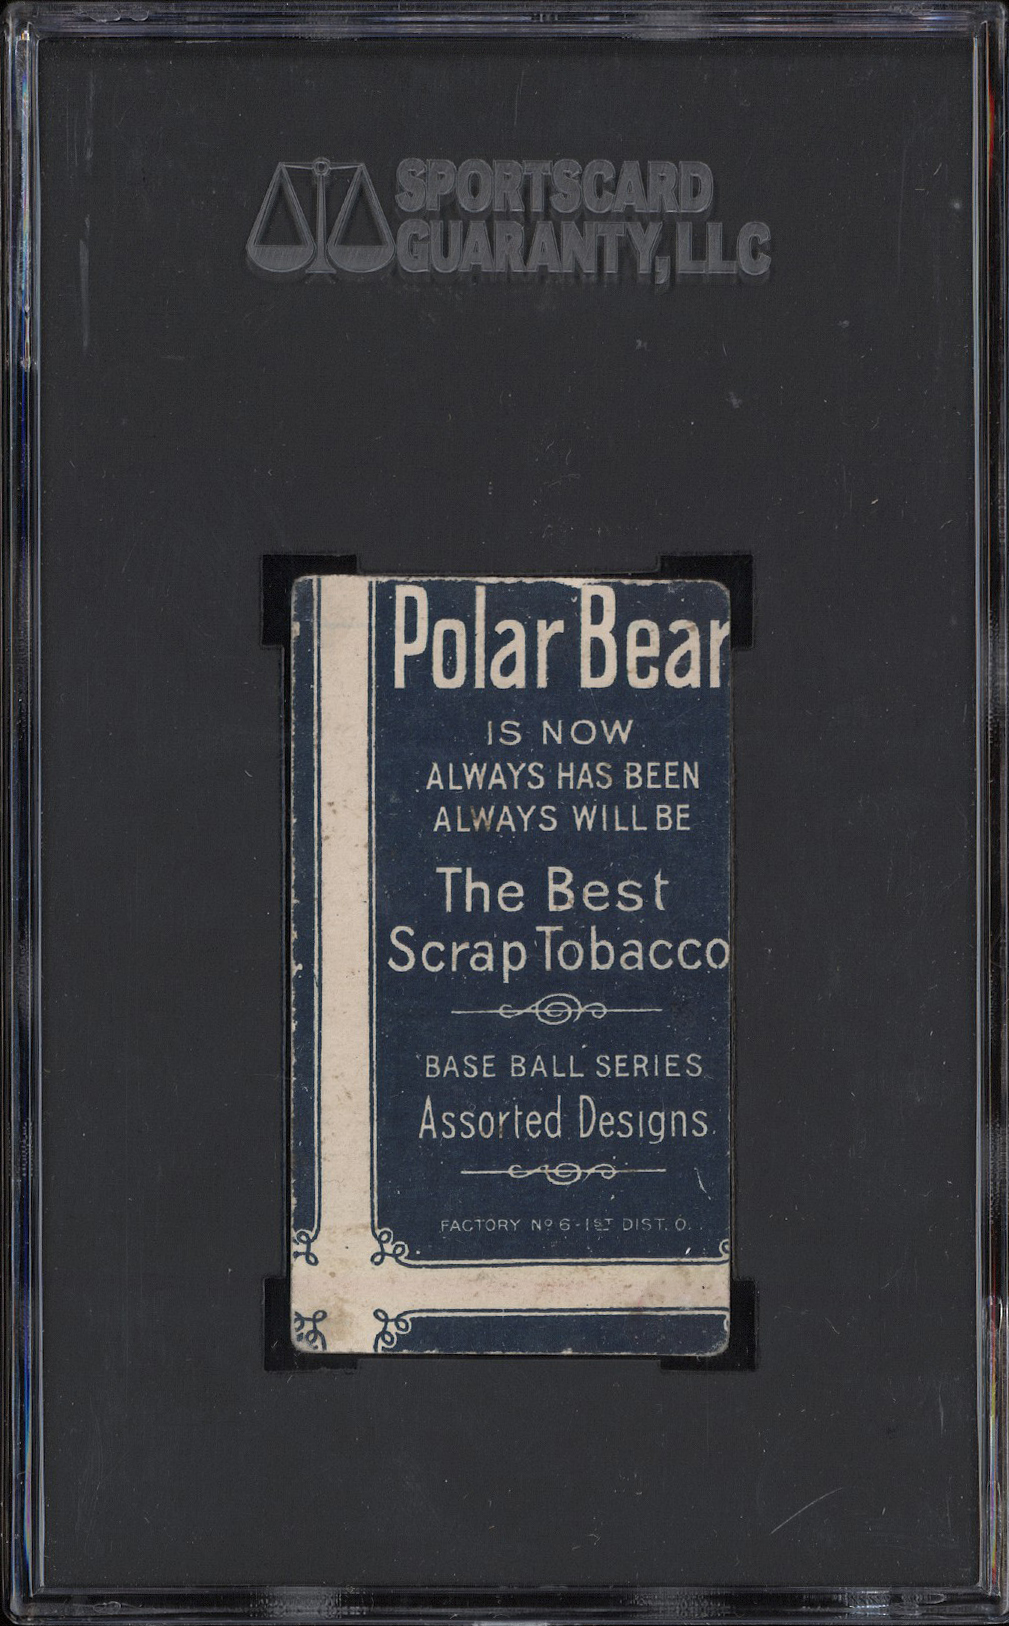 SPORTSCARD
GUARANTY, LLC
Polar Bear
IS NOW
ALWAYS HAS BEEN
ALWAYS WILL BE
The Best
Scrap Tobacco
BASE BALL SERIES
Assorted Designs.
FACTORY Nº 6 - 1ST DIST. O.